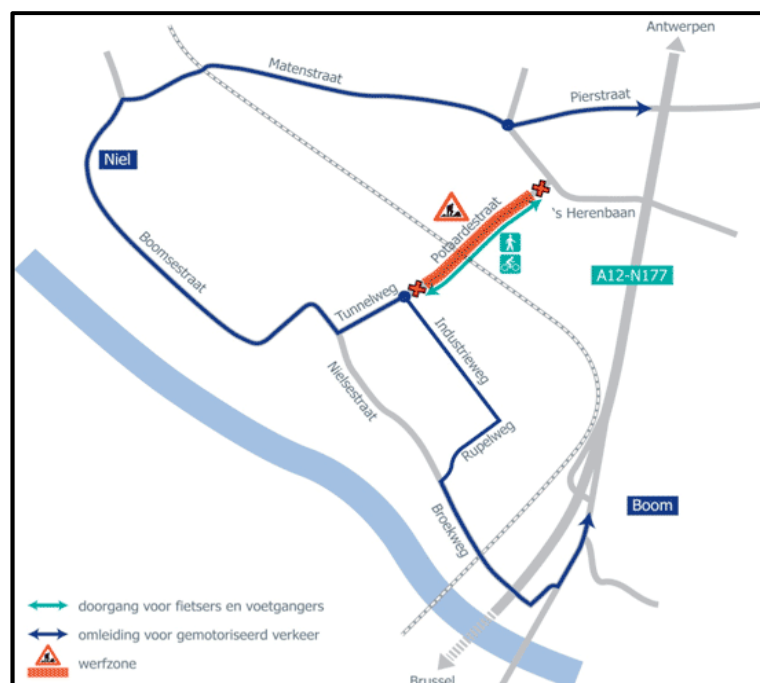 Antwerpen
Matenstraat
Pierstraat
Niel
Potaardestraat
's Herenbaan
Boomsestraat
A12-N177
Tunnelweg
Industrieweg
Nielsestraat
Rupelweg
Broekweg
Boom
doorgang voor fietsers en voetgangers
omleiding voor gemotoriseerd verkeer
werfzone
Brussel